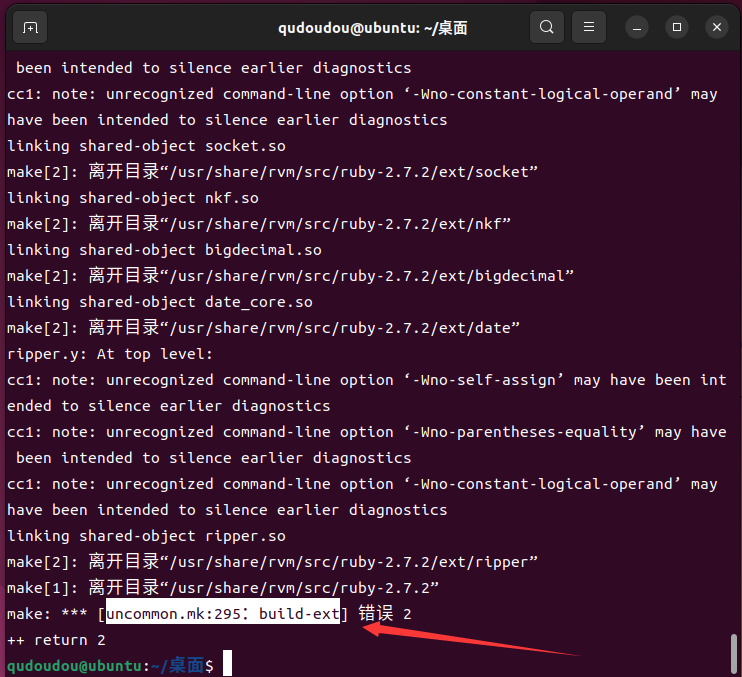 qudoudou@ubuntu: ~/桌面
 been intended to silence earlier diagnostics
cc1: note: unrecognized command-line option ‘-Wno-constant-logical-operand’ may
have been intended to silence earlier diagnostics
linking shared-object socket.so
make[2]: 离开目录“/usr/share/rvm/src/ruby-2.7.2/ext/socket”
linking shared-object nkf.so
make[2]: 离开目录“/usr/share/rvm/src/ruby-2.7.2/ext/nkf”
linking shared-object bigdecimal.so
make[2]: 离开目录“/usr/share/rvm/src/ruby-2.7.2/ext/bigdecimal”
linking shared-object date_core.so
make[2]: 离开目录“/usr/share/rvm/src/ruby-2.7.2/ext/date”
ripper.y: At top level:
cc1: note: unrecognized command-line option ‘-Wno-self-assign’ may have been int
ended to silence earlier diagnostics
cc1: note: unrecognized command-line option ‘-Wno-parentheses-equality’ may have
 been intended to silence earlier diagnostics
cc1: note: unrecognized command-line option ‘-Wno-constant-logical-operand’ may
have been intended to silence earlier diagnostics
linking shared-object ripper.so
make[2]: 离开目录“/usr/share/rvm/src/ruby-2.7.2/ext/ripper”
make[1]: 离开目录“/usr/share/rvm/src/ruby-2.7.2”
make: *** [uncommon.mk:295：build-ext] 错误 2
++ return 2
qudoudou@ubuntu:~/桌面$